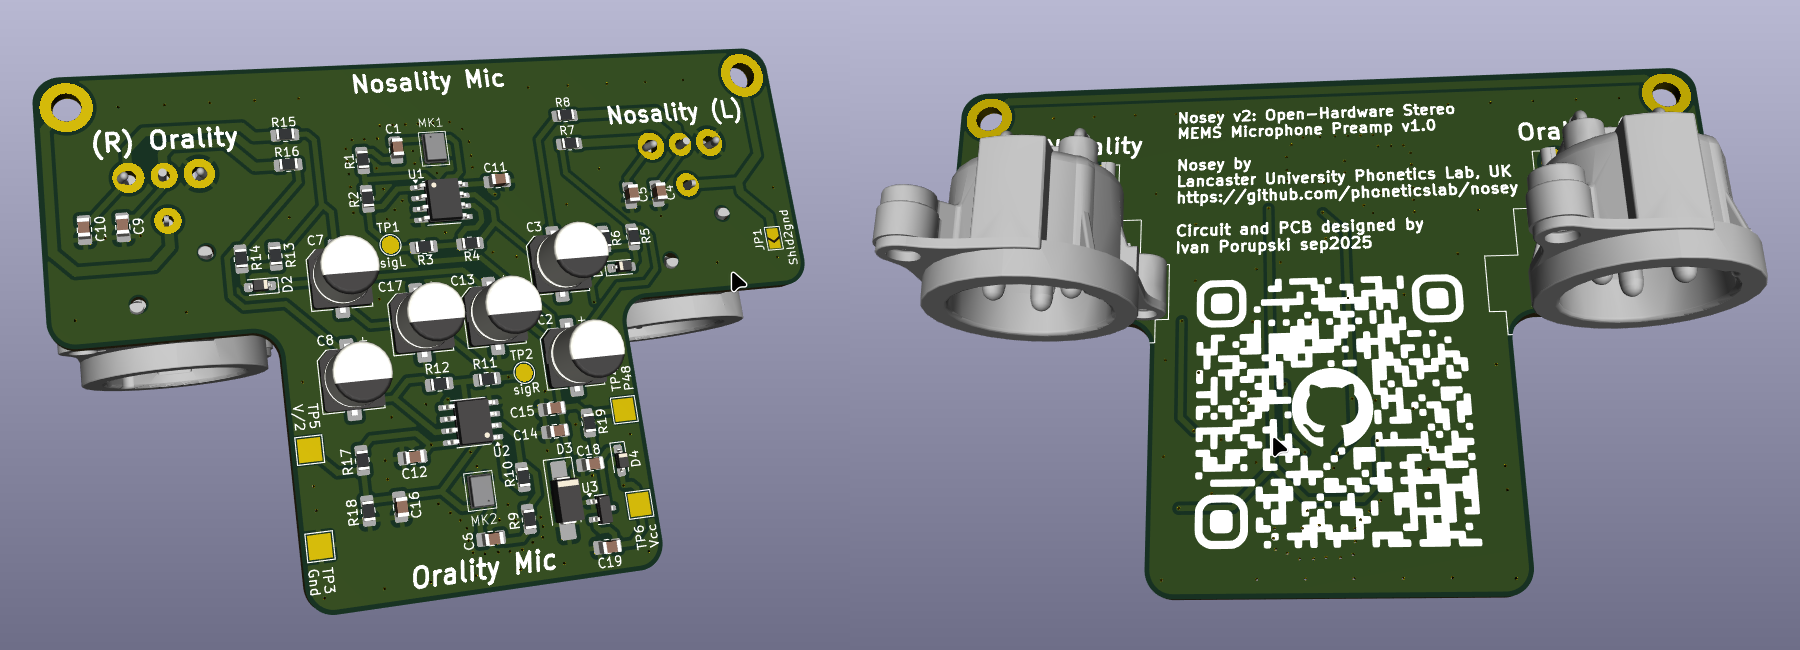 Nosality Mic
R8
Nosality (L)
(R) Orality
R15
C1
MK1
R7
R16
R1
U1
C11
R2
C5
C4
C10
C9
TP1
sigL
C3
R6
R5
JP1
Shld2gnd
R14
R13
C7
R3
R4
D2
C17
C13
C2
C8
TP2
sigR
R12
R11
P48
TP5
V/2
C15
R19
C14
R17
C12
U2
D3
C18
D4
R10
U3
R18
C16
MK2
R9
C6
TP6
Vcc
C19
Orality Mic
TP3
Gnd
Nosey v2: Open-Hardware Stereo
MEMS Microphone Preamp v1.0
Nosey by
Lancaster University Phonetics Lab, UK
https://github.com/phoneticslab/nosey
Circuit and PCB designed by
Ivan Porupski sep2025